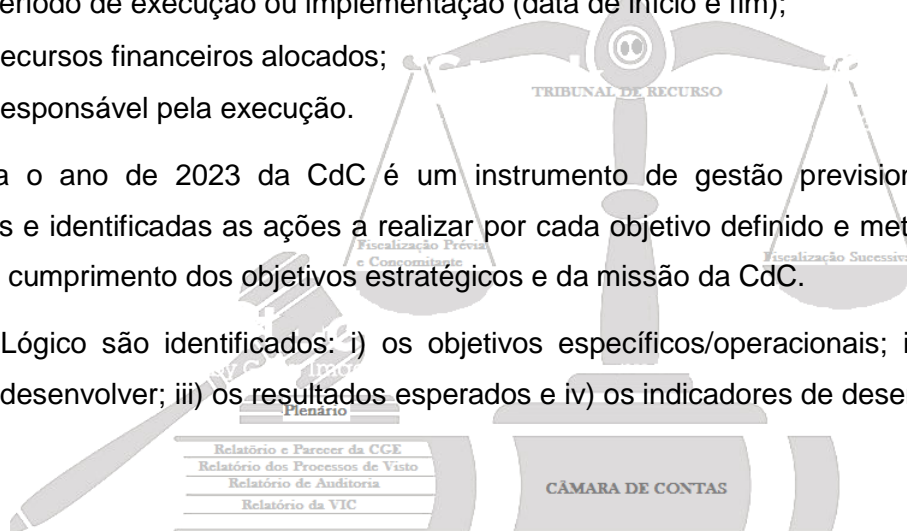 eríodo de execução ou implementação (data de início e fim);
ecursos financeiros alocados;
TRIBUNAL DE RECURSO
esponsável pela execução.
a o ano de 2023 da CdC é um instrumento de gestão prevision
s e identificadas as ações a realizar por cada objetivo definido e met
Fiscalização Prévia
e Concomitante
Fiscalização Sucessiv
cumprimento dos objetivos estratégicos e da missão da CdC.
Lógico são identificados: i) os objetivos específicos/operacionais; i
desenvolver; iii) os resultados esperados e iv) os indicadores de dese
Plenário
Relatório e Parecer da CGE
Relatório dos Processos de Visto
Relatório de Auditoria
Relatório da VIC
CÂMARA DE CONTAS